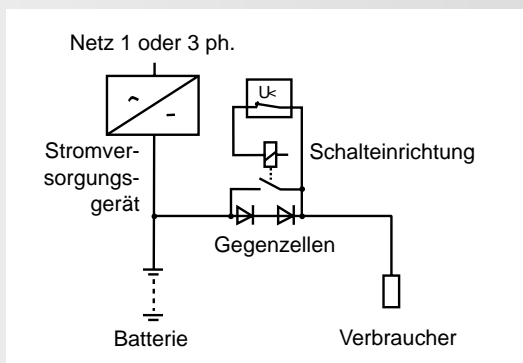 Netz 1 oder 3 ph.
U<
Stromver-
sorgungs-
gerät
Schalteinrichtung
Gegenzellen
Batterie
Verbraucher